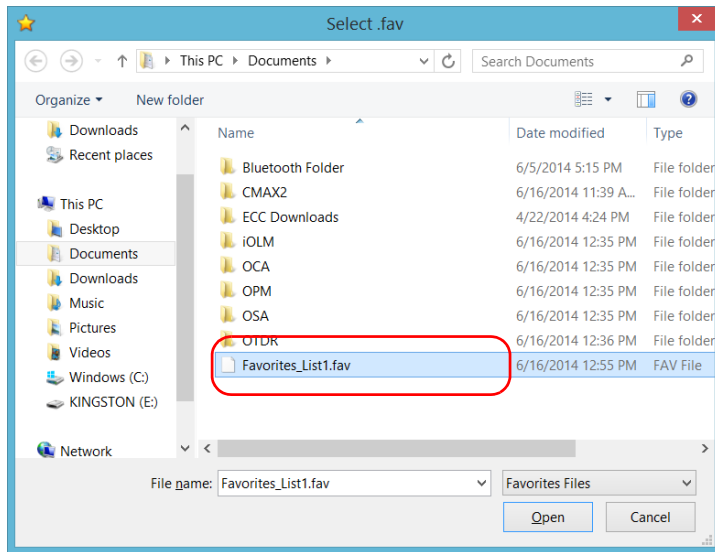 Select .fav
This PC Documents Search Documents
Organize New folder
Name Date modified Type
Downloads
Recent places
This PC
Desktop
Documents
Downloads
Music
Pictures
Videos
Windows (C:)
KINGSTON (E:)
Network
Bluetooth Folder 6/5/2014 5:15 PM File folder
CMAX2 6/16/2014 11:39 A... File folder
ECC Downloads 4/22/2014 4:24 PM File folder
iOLM 6/16/2014 12:35 PM File folder
OCA 6/16/2014 12:35 PM File folder
OPM 6/16/2014 12:35 PM File folder
OSA 6/16/2014 12:35 PM File folder
OTDR 6/16/2014 12:36 PM File folder
Favorites_List1.fav 6/16/2014 12:55 PM FAV File
File name: Favorites_List1.fav Favorites Files
Open Cancel